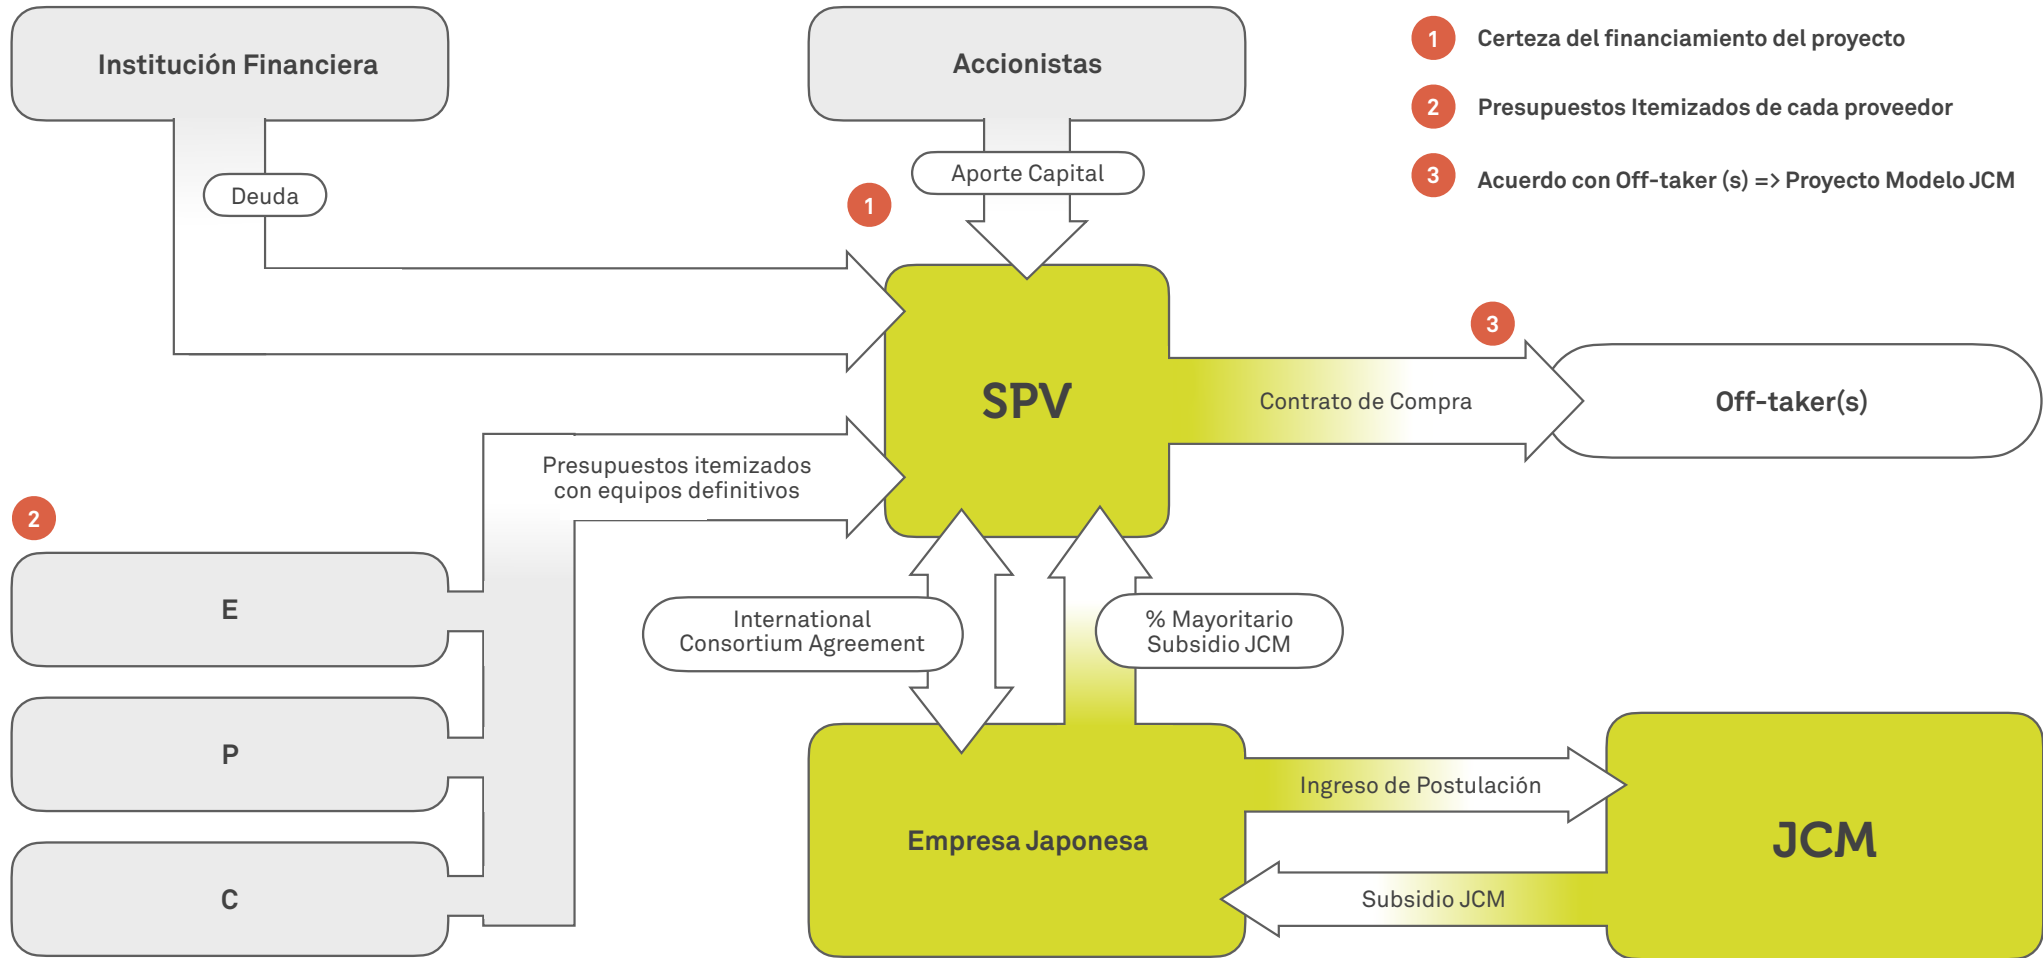 Institución Financiera
Accionistas
1 Certeza del financiamiento del proyecto
2 Presupuestos Itemizados de cada proveedor
3 Acuerdo con Off-taker (s) => Proyecto Modelo JCM
Deuda
Aporte Capital
1
SPV
3
Contrato de Compra
Off-taker(s)
Presupuestos itemizados
con equipos definitivos
2
E
P
C
International
Consortium Agreement
% Mayoritario
Subsidio JCM
Empresa Japonesa
Ingreso de Postulación
Subsidio JCM
JCM